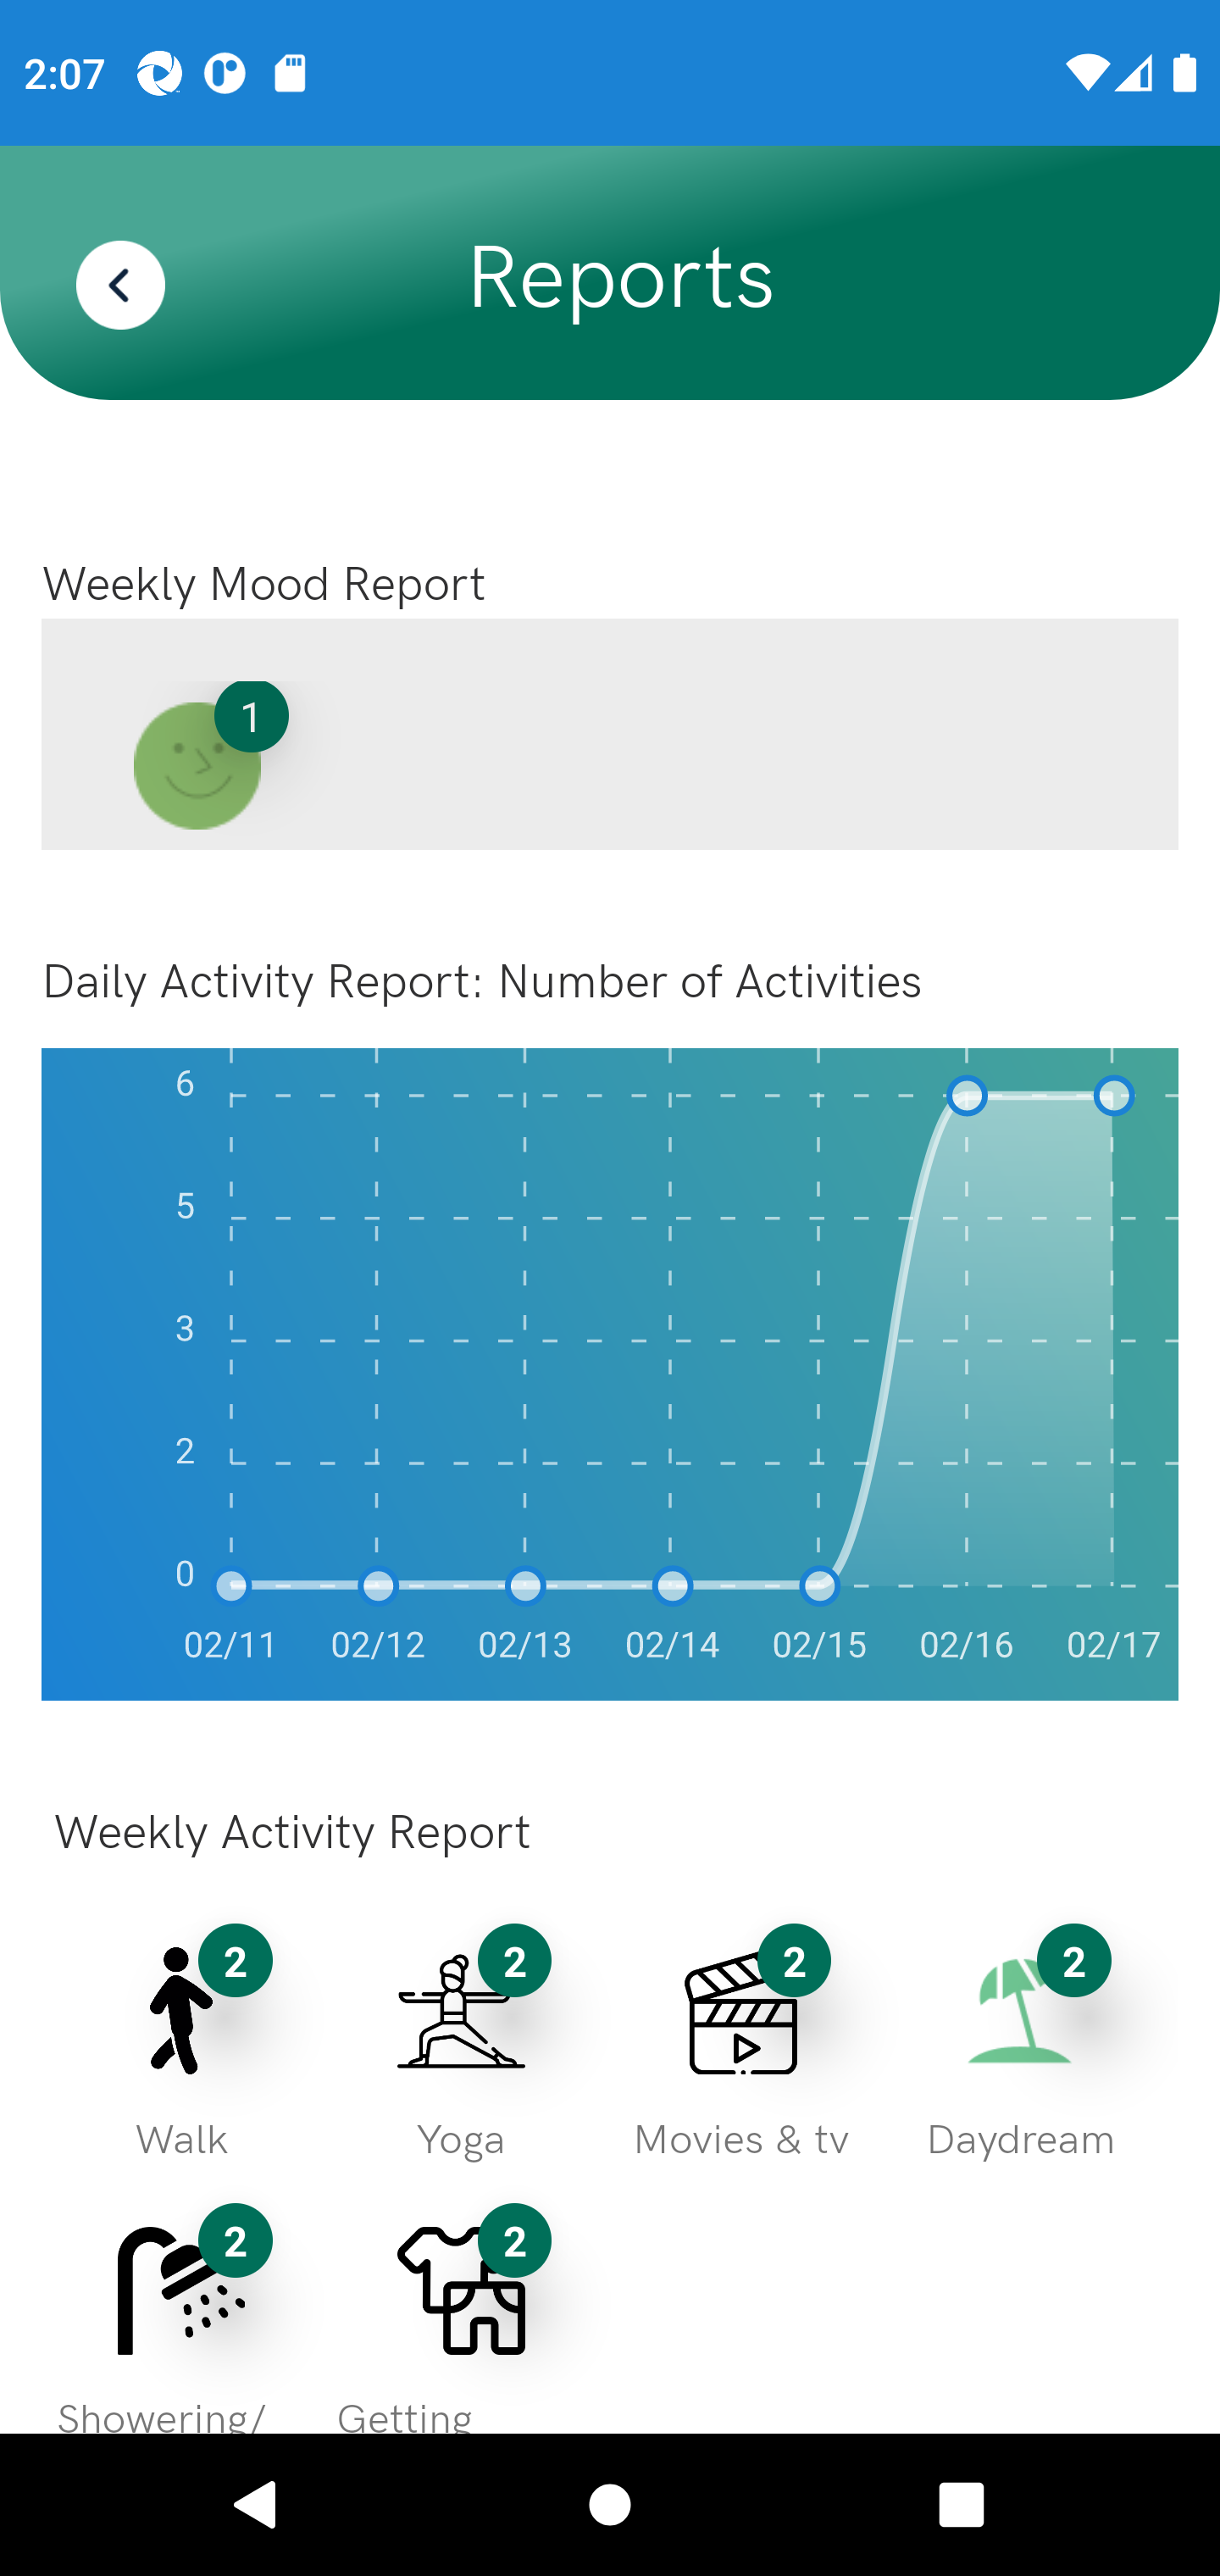 2:07
Reports
Weekly Mood Report
1
Daily Activity Report: Number of Activities
6
5
3
2
0
02/11 02/12 02/13 02/14 02/15 02/16 02/17
Weekly Activity Report
2 2 2 2
Walk Yoga Movies & tv Daydream
2 2
Showering/ Getting